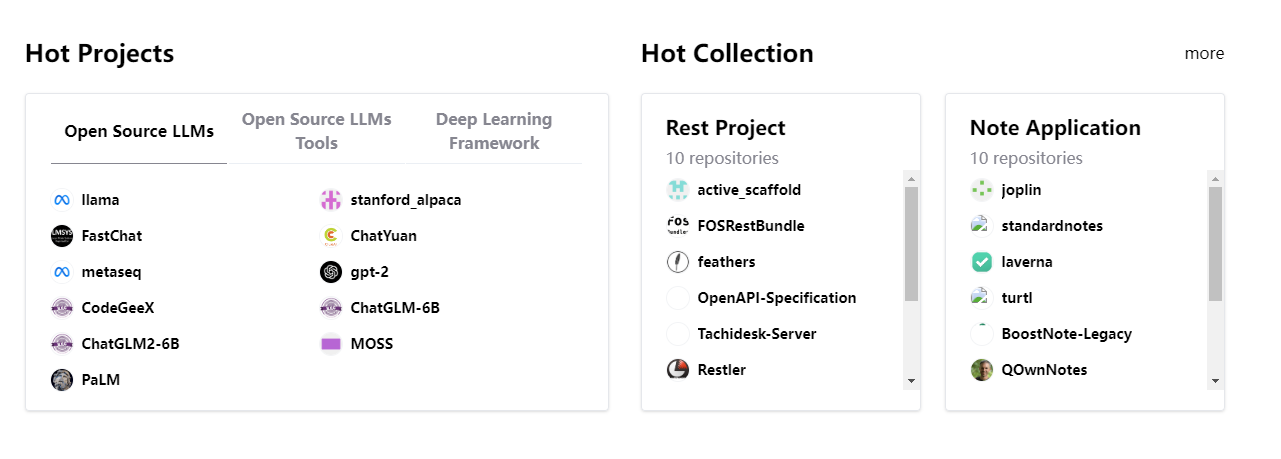 Hot Projects
Hot Collection
more
Open Source LLMs
Open Source LLMs
Tools
Deep Learning
Framework
llama
stanford_alpaca
FastChat
ChatYuan
metaseq
gpt-2
CodeGeeX
ChatGLM-6B
ChatGLM2-6B
MOSS
PaLM
Rest Project
10 repositories
active_scaffold
FOSRestBundle
feathers
OpenAPI-Specification
Tachidesk-Server
Restler
Note Application
10 repositories
joplin
standardnotes
laverna
turtl
BoostNote-Legacy
QOwnNotes